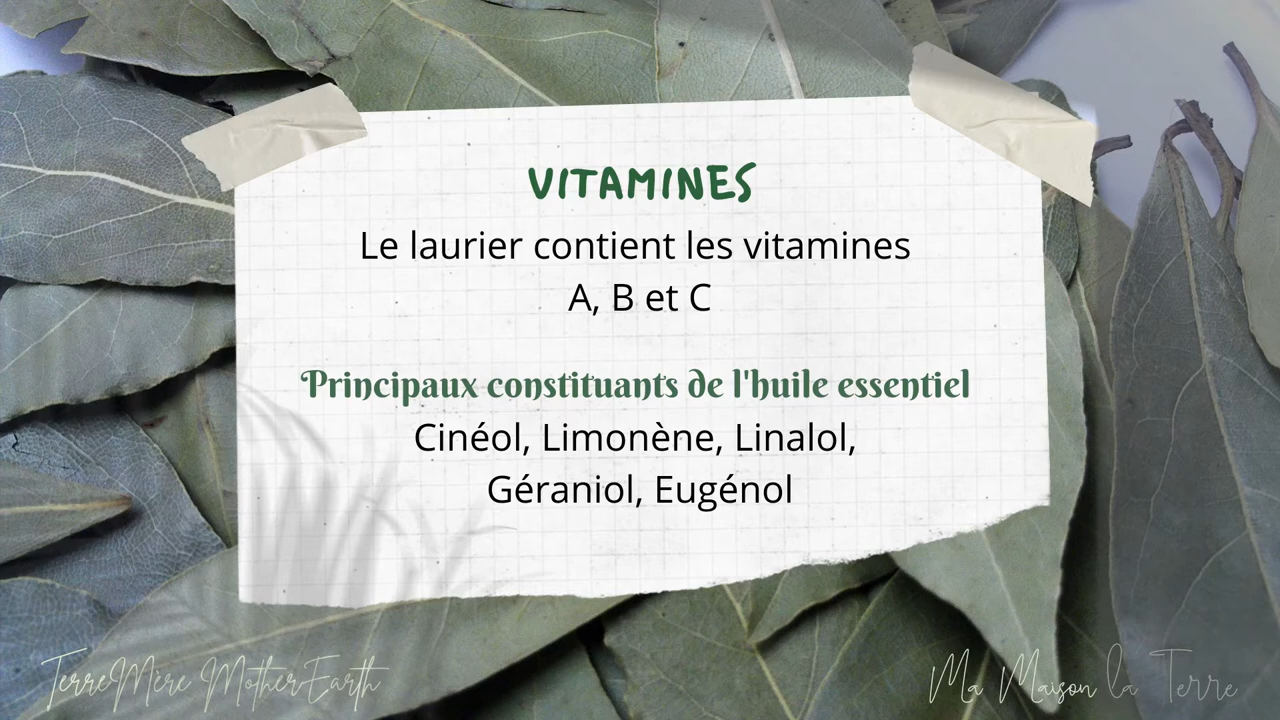 VITAMINES
Le laurier contient les vitamines
A, B et C
Principaux constituants de l'huile essentiel
Cinéol, Limonène, Linalol,
Géraniol, Eugénol
TerreMère MotherEarth
Ma Maison la Terre